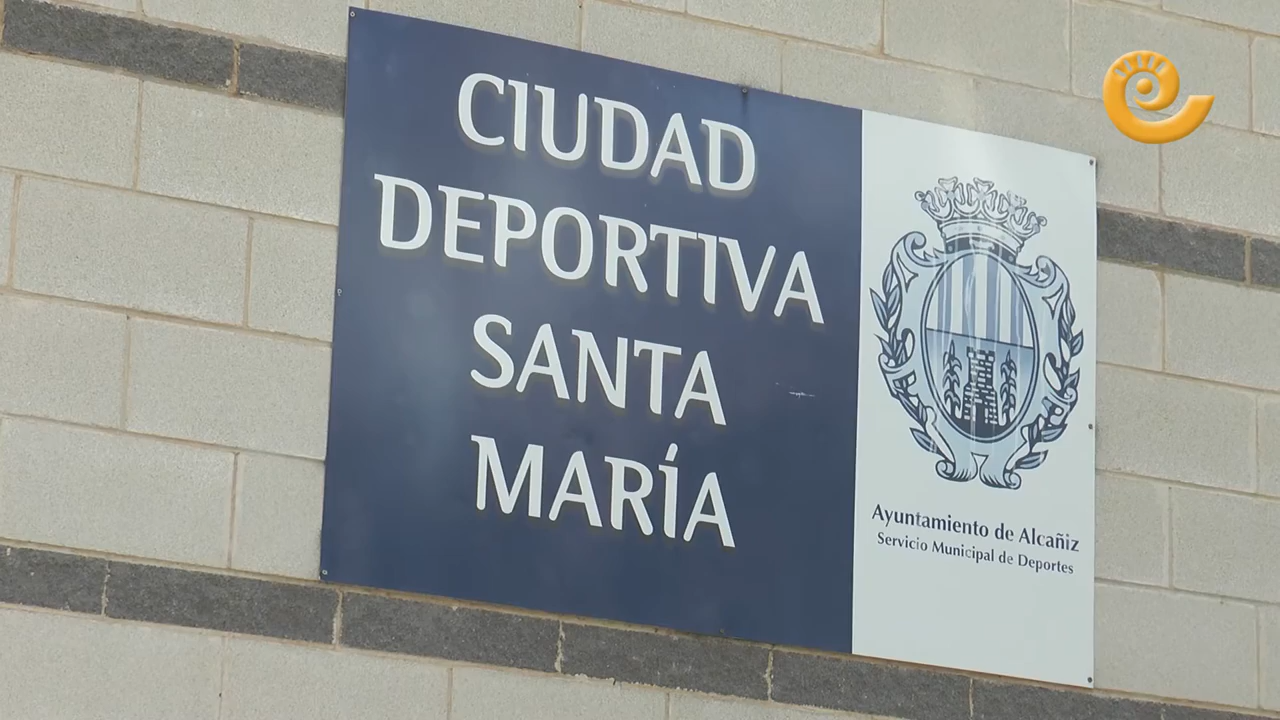 CIUDAD
DEPORTIVA
SANTA
MARÍA
Ayuntamiento de Alcañiz
Servicio Municipal de Deportes